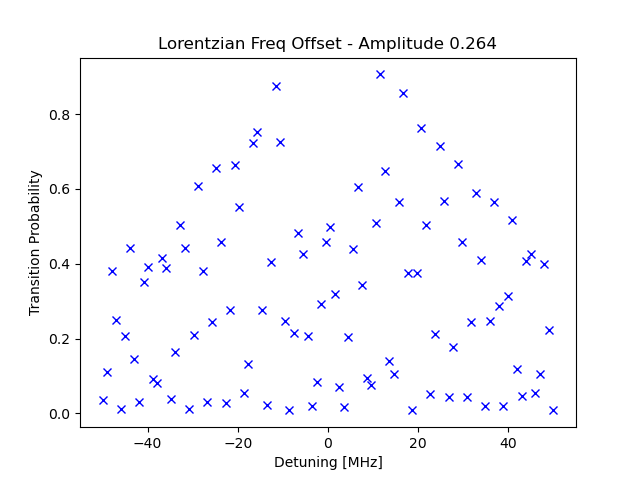 Lorentzian Freq Offset - Amplitude 0.264
Transition Probability
0.8
0.6
0.4
0.2
0.0
−40 −20 0 20 40
Detuning [MHz]